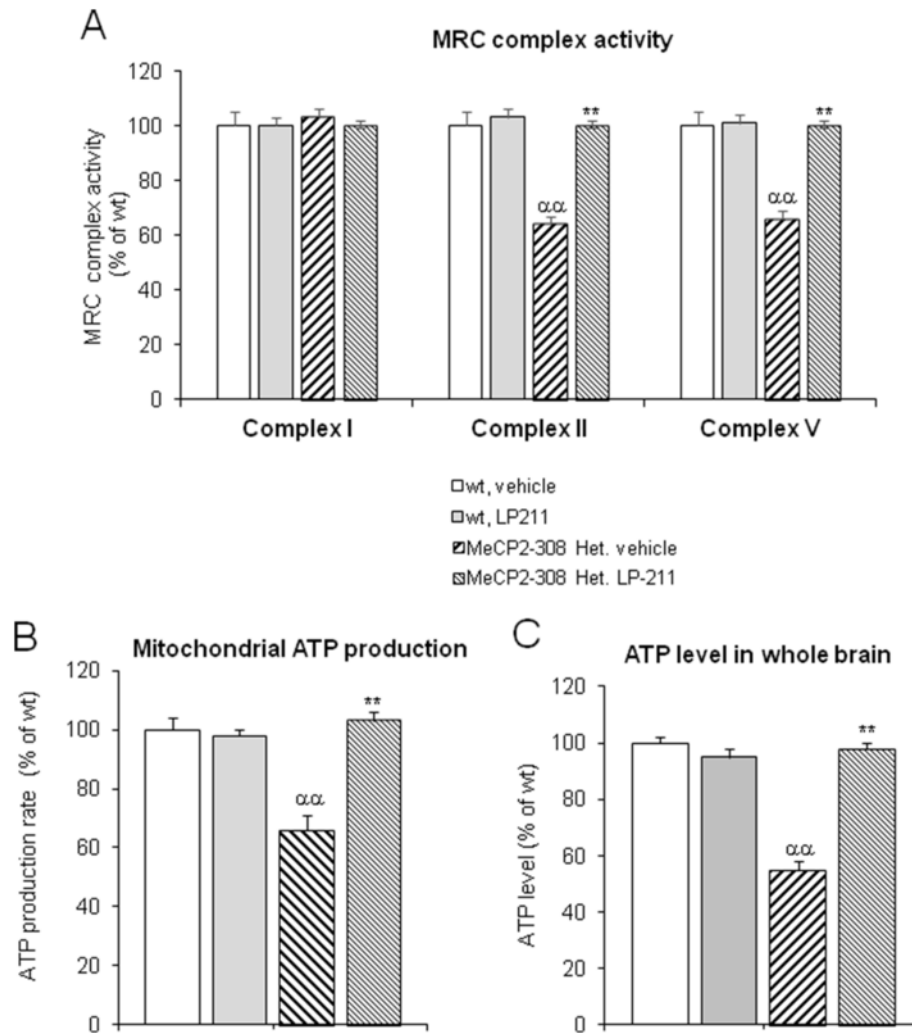 A
MRC complex activity
MRC complex activity
(% of wt)
120
100
80
60
40
20
0
αα
**
αα
**
Complex I
Complex II
Complex V
wt, vehicle
wt, LP211
MeCP2-308 Het. vehicle
MeCP2-308 Het. LP-211
B
Mitochondrial ATP production
ATP production rate (% of wt)
120
100
80
60
40
20
0
αα
**
C
ATP level in whole brain
ATP level (% of wt)
120
100
80
60
40
20
0
αα
**